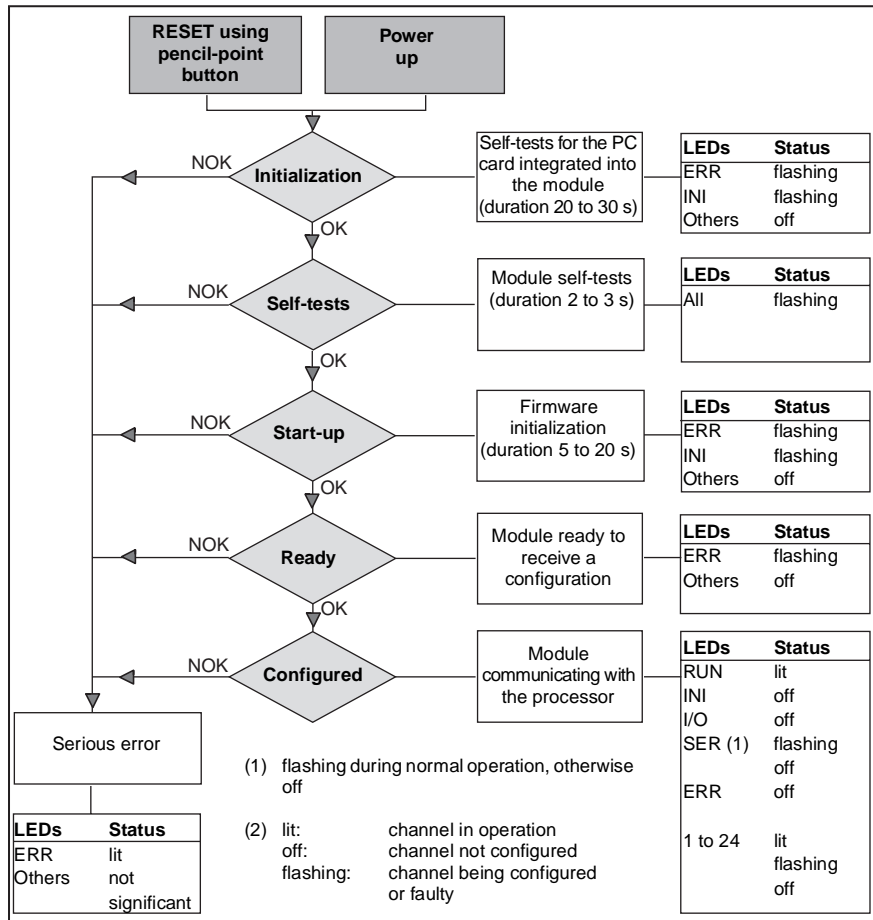 RESET using
pencil-point
button
Power
up
NOK
Initialization
Self-tests for the PC
card integrated into
the module
(duration 20 to 30 s)
LEDs Status
ERR flashing
INI flashing
Others off
OK
NOK
Self-tests
Module self-tests
(duration 2 to 3 s)
LEDs Status
All flashing
OK
NOK
Start-up
Firmware
initialization
(duration 5 to 20 s)
LEDs Status
ERR flashing
INI flashing
Others off
OK
NOK
Ready
Module ready to
receive a
configuration
LEDs Status
ERR flashing
Others off
OK
NOK
Configured
Module
communicating with
the processor
LEDs Status
RUN lit
INI off
I/O off
SER (1) flashing
off
ERR off
1 to 24 lit
flashing
off
Serious error
LEDs Status
ERR lit
Others not
significant
(1) flashing during normal operation, otherwise
off
(2) lit: channel in operation
off: channel not configured
flashing: channel being configured
or faulty